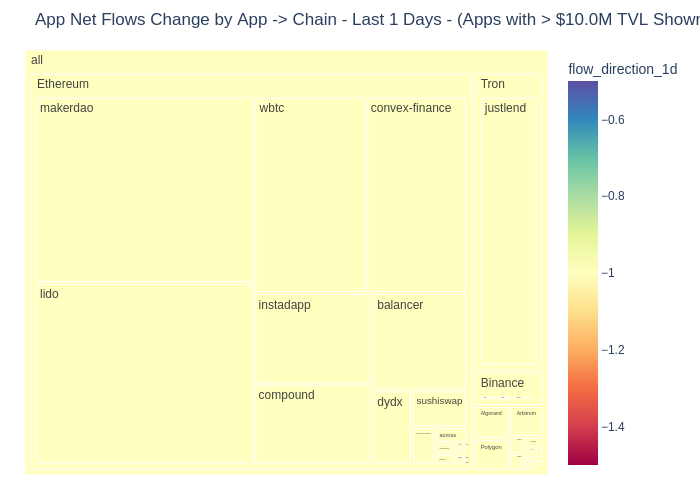 App Net Flows Change by App -> Chain - Last 1 Days - (Apps with > $10.0M TVL Shown
all
flow_direction_1d
Ethereum
Tron
makerdao
wbtc
convex-finance
justlend
−0.6
−0.8
−1
lido
instadapp
balancer
−1.2
Binance
compound
dydx
sushiswap
Algorand
Arbitrum
−1.4
across
Polygon